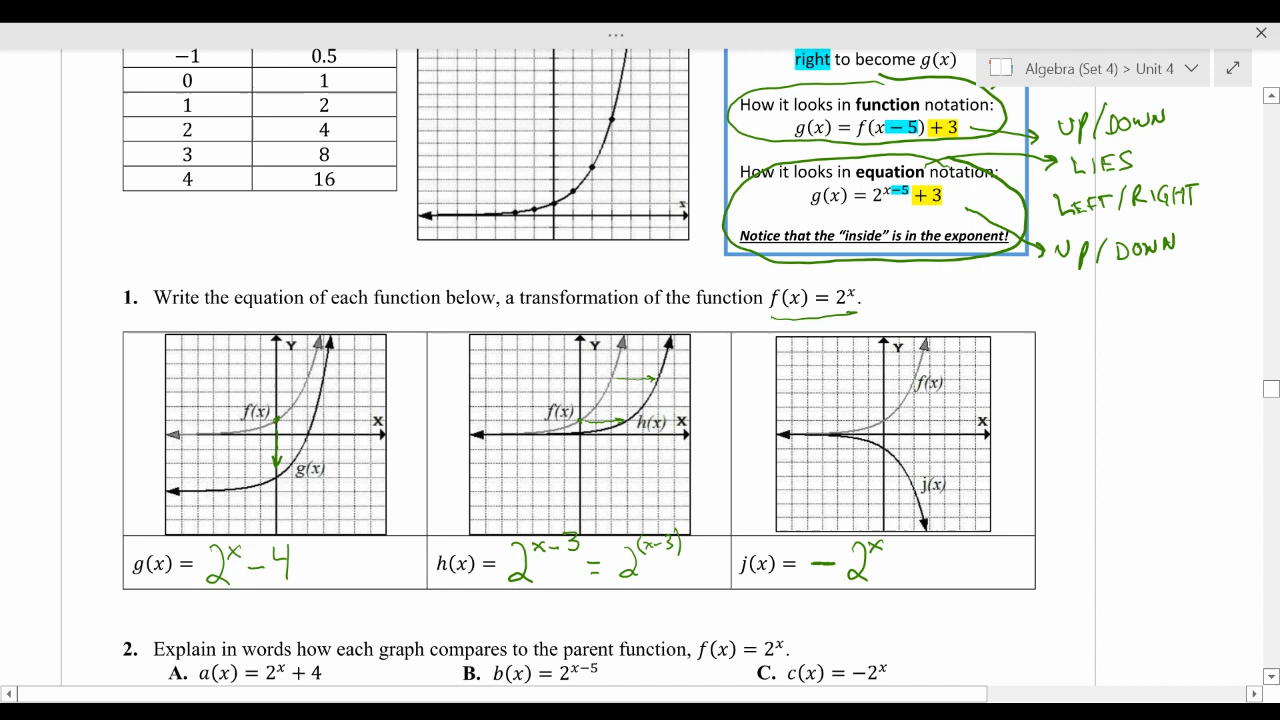 −1 0.5
0 1
1 2
2 4
3 8
4 16
x
right to become g(x)
How it looks in function notation:
g(x) = f(x − 5) + 3
How it looks in equation notation:
g(x) = 2^{x−5} + 3
Notice that the “inside” is in the exponent!
Algebra (Set 4) > Unit 4
UP/DOWN
LIES
LEFT/RIGHT
UP/DOWN
1. Write the equation of each function below, a transformation of the function f(x) = 2^x.
Y
f(x)
X
g(x)
Y
f(x)
h(x)
X
Y
f(x)
X
j(x)
g(x) = 2^x − 4
h(x) = 2^{x−3} = 2^{(x−3)}
j(x) = − 2^x
2. Explain in words how each graph compares to the parent function, f(x) = 2^x.
A. a(x) = 2^x + 4 B. b(x) = 2^{x−5} C. c(x) = −2^x